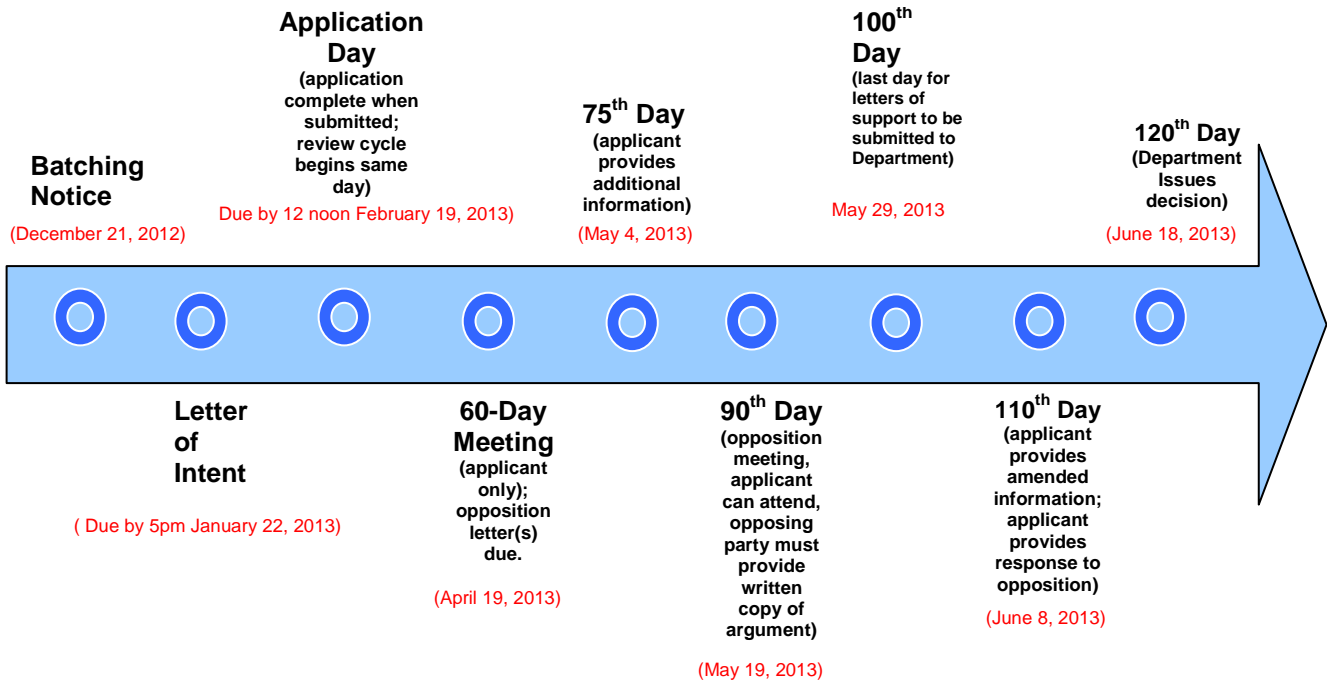 Batching
Notice
(December 21, 2012)
Letter
of
Intent
( Due by 5pm January 22, 2013)
Application
Day
(application
complete when
submitted;
review cycle
begins same
day)
Due by 12 noon February 19, 2013)
60-Day
Meeting
(applicant
only);
opposition
letter(s)
due.
(April 19, 2013)
75th Day
(applicant
provides
additional
information)
(May 4, 2013)
90th Day
(opposition
meeting,
applicant
can attend,
opposing
party must
provide
written
copy of
argument)
(May 19, 2013)
100th
Day
(last day for
letters of
support to be
submitted to
Department)
May 29, 2013
110th Day
(applicant
provides
amended
information;
applicant
provides
response to
opposition)
(June 8, 2013)
120th Day
(Department
Issues
decision)
(June 18, 2013)